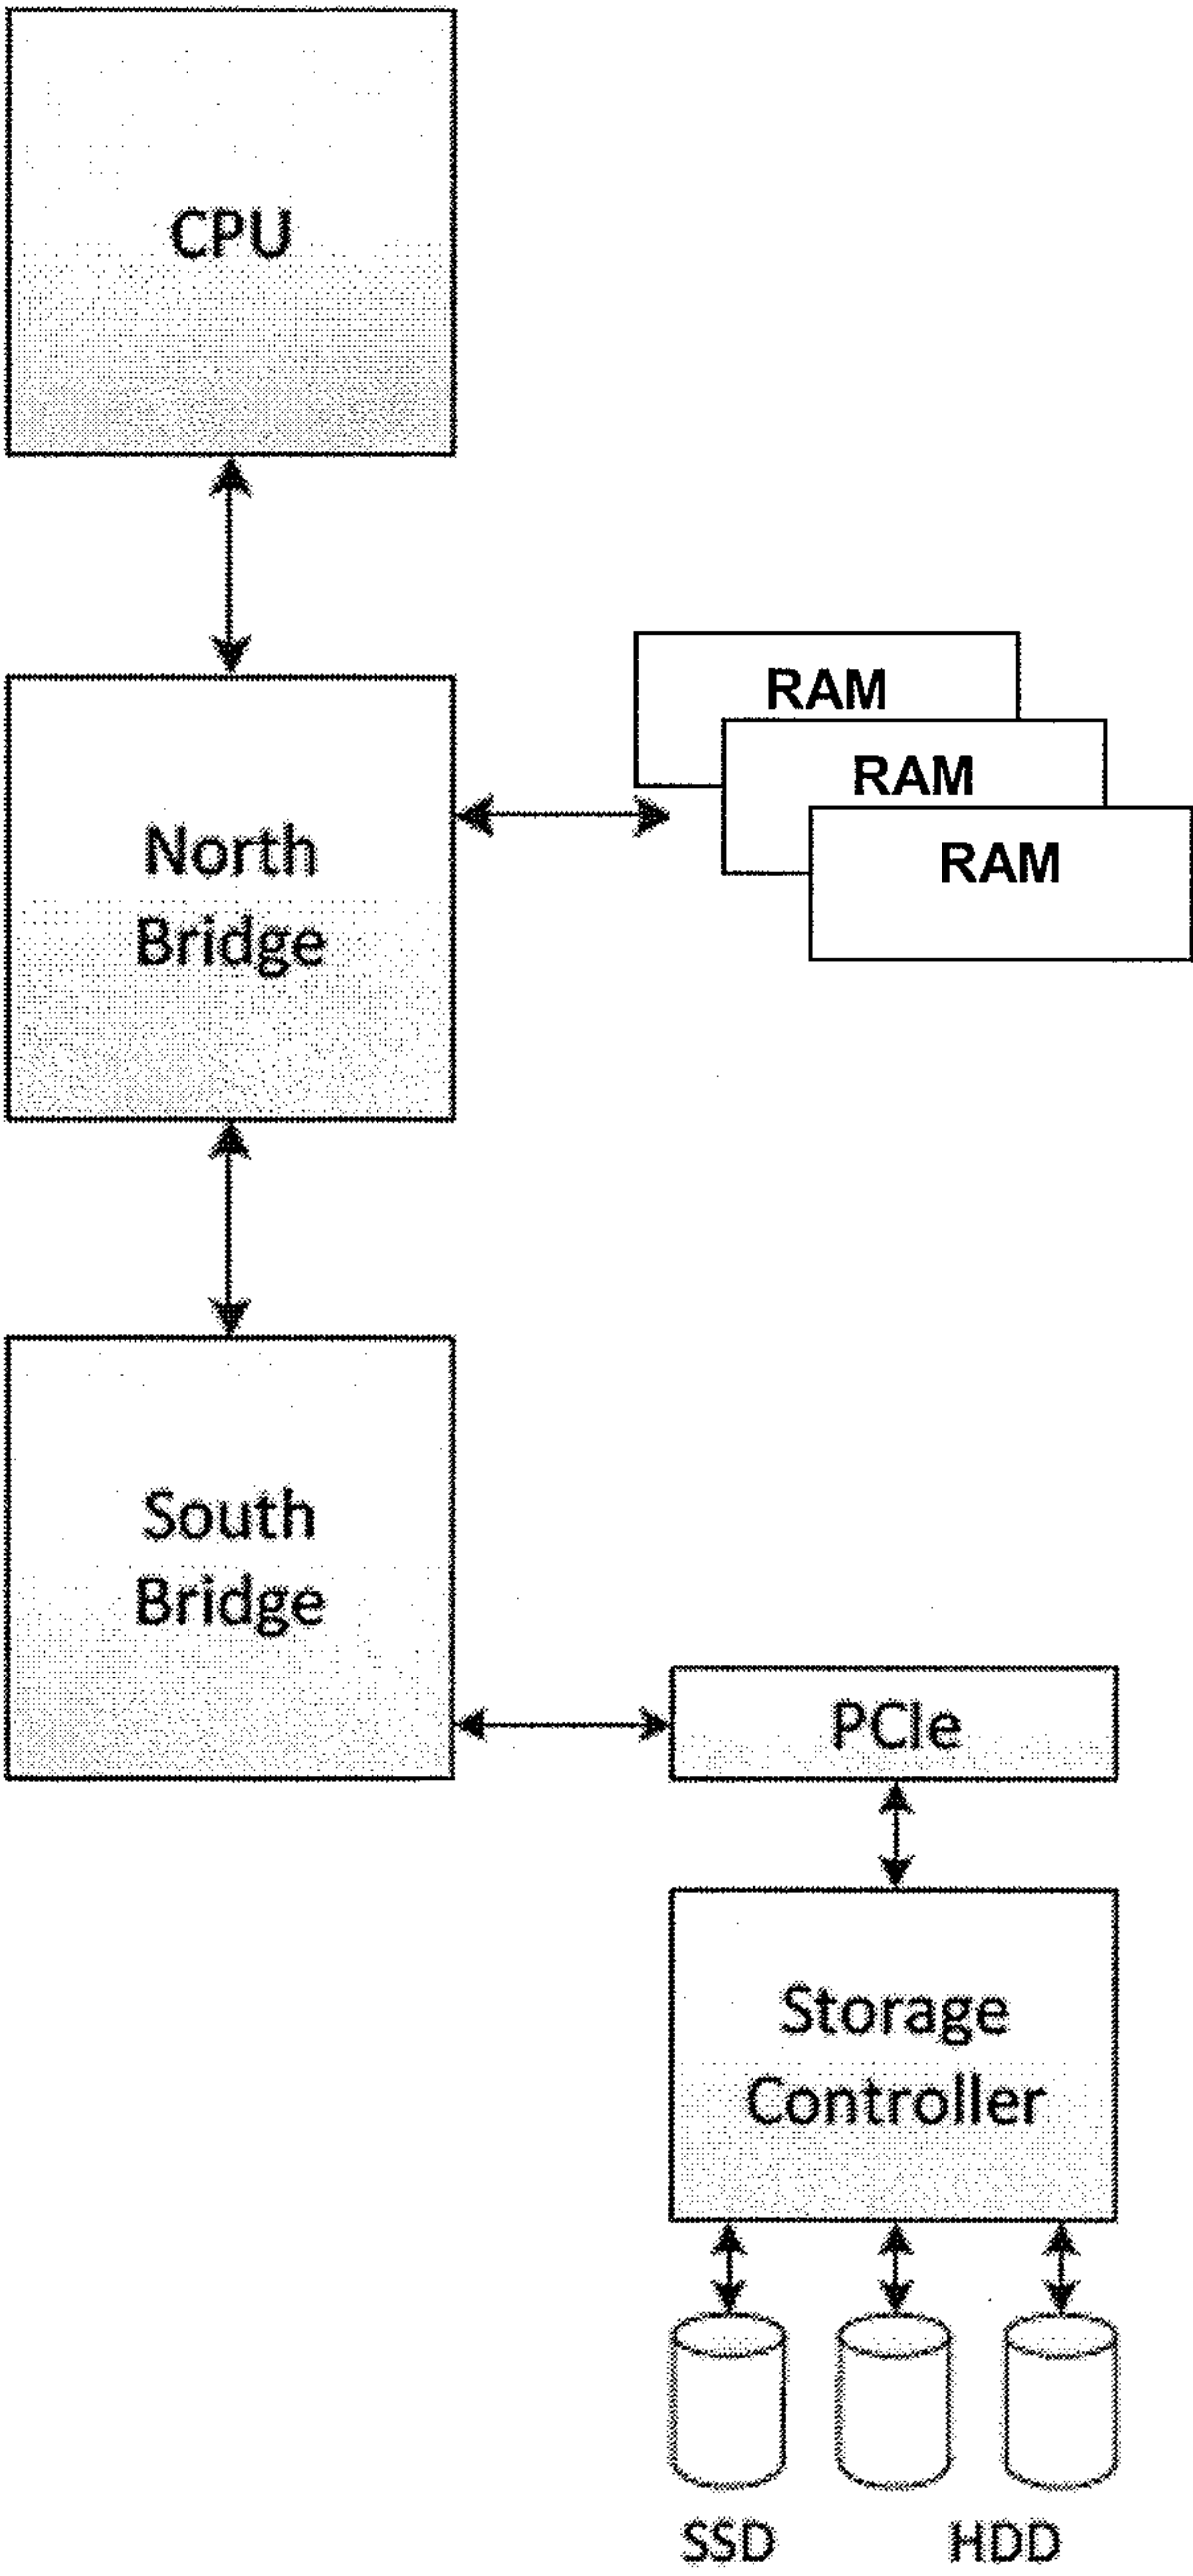 CPU
RAM
RAM
RAM
North
Bridge
South
Bridge
PCIe
Storage
Controller
SSD
HDD